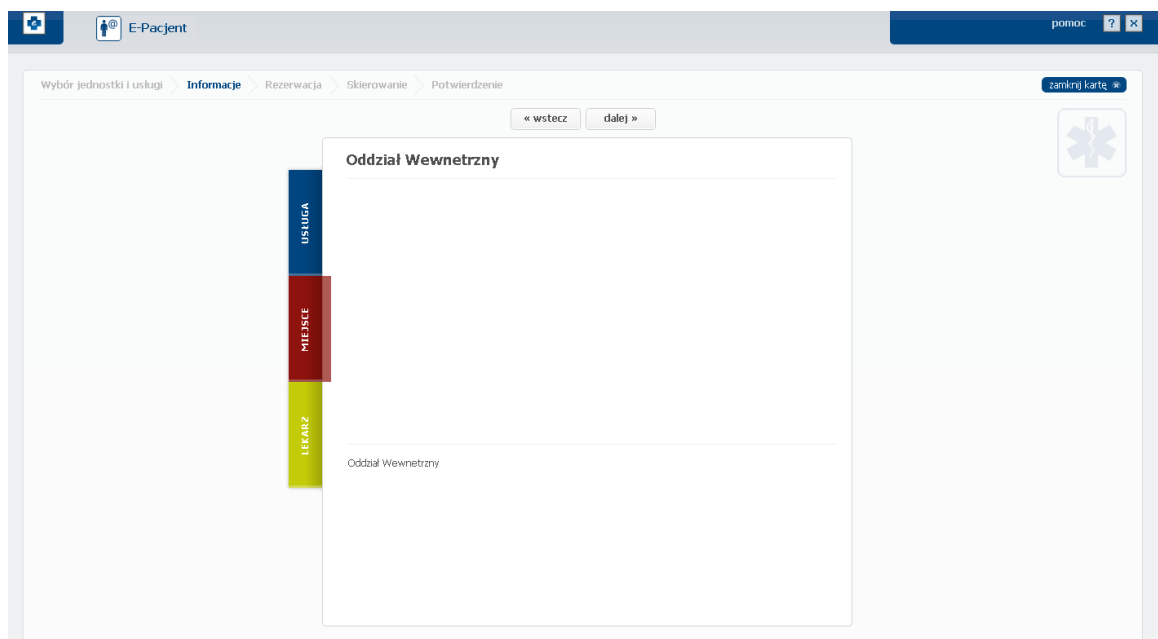 E-Pacjent
pomoc ? ×
Wybór jednostki i usługi Informacje Rezerwacja Skierowanie Potwierdzenie
zamknij kartę
« wstecz dalej »
Oddział Wewnetrzny
USŁUGA
MIEJSCE
LEKARZ
Oddział Wewnetrzny